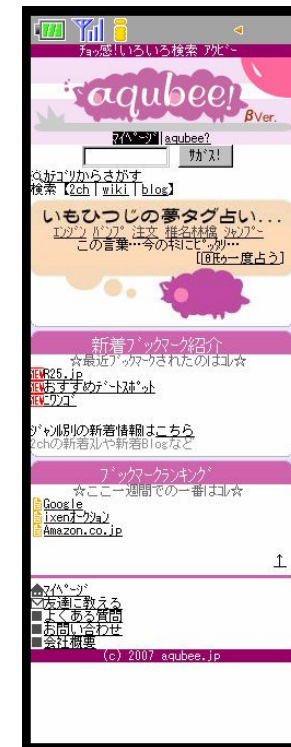 ﾁｮｯ感!いろいろ検索 ｱｸﾋﾞｰ
aqubee!
βVer.
ﾏｲﾍﾟｰｼﾞ|aqubee?
ｻｶﾞｽ!
ｶﾃｺﾞﾘからさがす
検索【2ch|wiki|blog】
いもひつじの夢タグ占い...
ｴﾝｼﾞﾝ ﾊﾞﾝﾌﾟ 注文 椎名林檎 ｼｬﾝﾌﾟｰ
この言葉…今のｷﾐにﾋﾟｯﾀﾘ…
一度占う]
新着ﾌﾞｯｸﾏｰｸ紹介
☆最近ﾌﾞｯｸﾏｰｸされたのはｺﾚ☆
NEWR25.jp
NEWおすすめﾃﾞｰﾄｽﾎﾟｯﾄ
NEWﾆﾜﾝｺﾞ
ｼﾞｬﾝﾙ別の新着情報はこちら
2chの新着ｽﾚや新着Blogなど
ﾌﾞｯｸﾏｰｸﾗﾝｷﾝｸﾞ
☆ここ一週間での一番はｺﾚ☆
Google
ixenｵｰｸｼｮﾝ
Amazon.co.jp
↑
ﾏｲﾍﾟｰｼﾞ
友達に教える
よくある質問
お問い合わせ
会社概要
(c) 2007 aqubee.jp